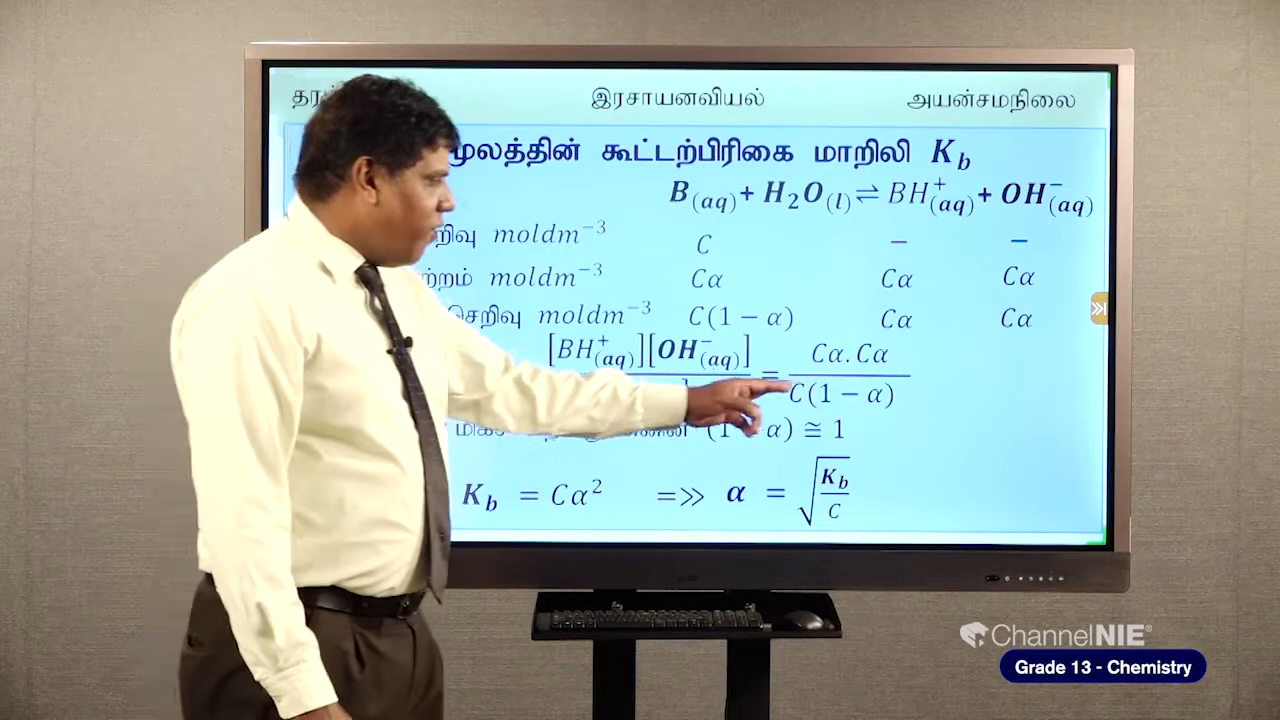 இரசாயனவியல் அயன்சமநிலை
மூலத்தின் கூட்டற்பிரிகை மாறிலி K_b
B_(aq) + H_2O_(l) ⇌ BH^+_(aq) + OH^-_(aq)
moldm^-3 C – –
moldm^-3 Cα Cα Cα
செறிவு moldm^-3 C(1 − α) Cα Cα
[BH^+_(aq)][OH^-_(aq)] = Cα.Cα
C(1 − α)
α) ≅ 1
K_b = Cα^2 =>> α = √(K_b/C)
ChannelNIE®
Grade 13 - Chemistry